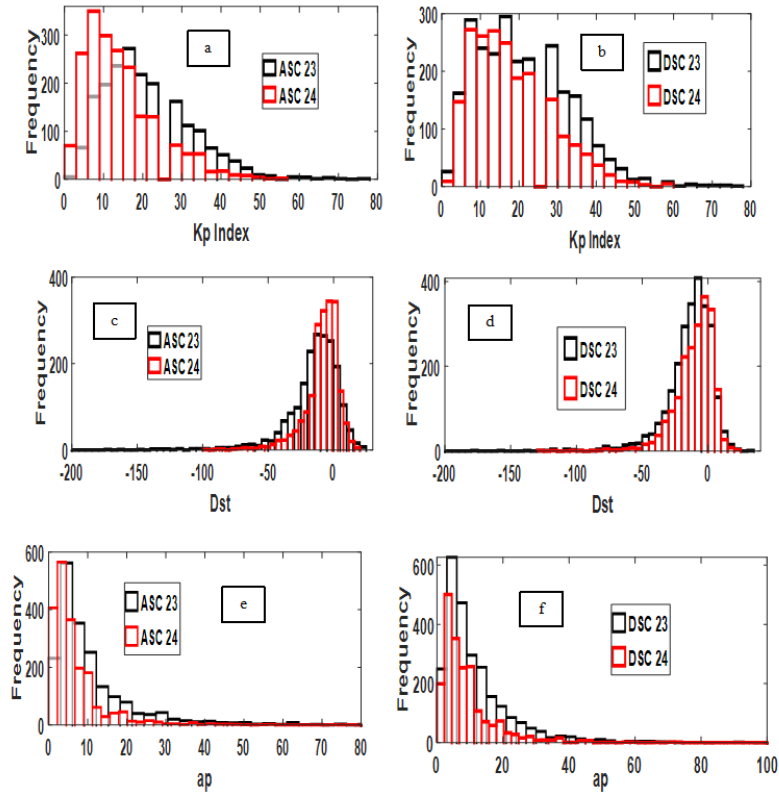 300
200
100
0
Frequency
a
ASC 23
ASC 24
0 10 20 30 40 50 60 70 80
Kp Index
300
200
100
0
Frequency
b
DSC 23
DSC 24
0 10 20 30 40 50 60 70 80
Kp Index
400
200
0
Frequency
c
ASC 23
ASC 24
-200 -150 -100 -50 0
Dst
400
200
0
Frequency
d
DSC 23
DSC 24
-200 -150 -100 -50 0
Dst
600
400
200
0
Frequency
e
ASC 23
ASC 24
0 10 20 30 40 50 60 70 80
ap
600
400
200
0
Frequency
f
DSC 23
DSC 24
0 20 40 60 80 100
ap